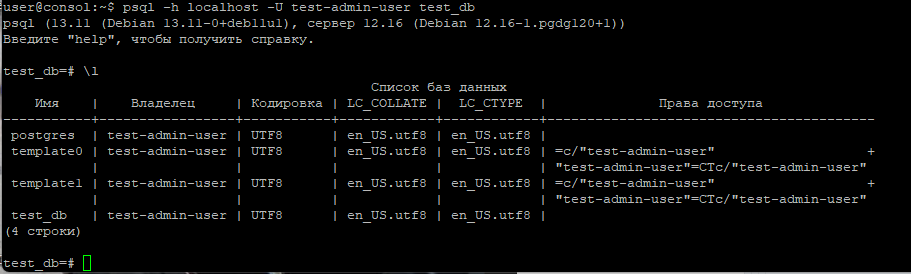 user@consol:~$ psql -h localhost -U test-admin-user test_db
psql (13.11 (Debian 13.11-0+deb11u1), сервер 12.16 (Debian 12.16-1.pgdg120+1))
Введите "help", чтобы получить справку.
test_db=# \l
Список баз данных
Имя | Владелец | Кодировка | LC_COLLATE | LC_CTYPE | Права доступа
-----------+-----------------+-----------+------------+------------+---------------------------------------
postgres | test-admin-user | UTF8 | en_US.utf8 | en_US.utf8 |
template0 | test-admin-user | UTF8 | en_US.utf8 | en_US.utf8 | =c/"test-admin-user" +
| | | | | "test-admin-user"=CTc/"test-admin-user"
template1 | test-admin-user | UTF8 | en_US.utf8 | en_US.utf8 | =c/"test-admin-user" +
| | | | | "test-admin-user"=CTc/"test-admin-user"
test_db | test-admin-user | UTF8 | en_US.utf8 | en_US.utf8 |
(4 строки)
test_db=#